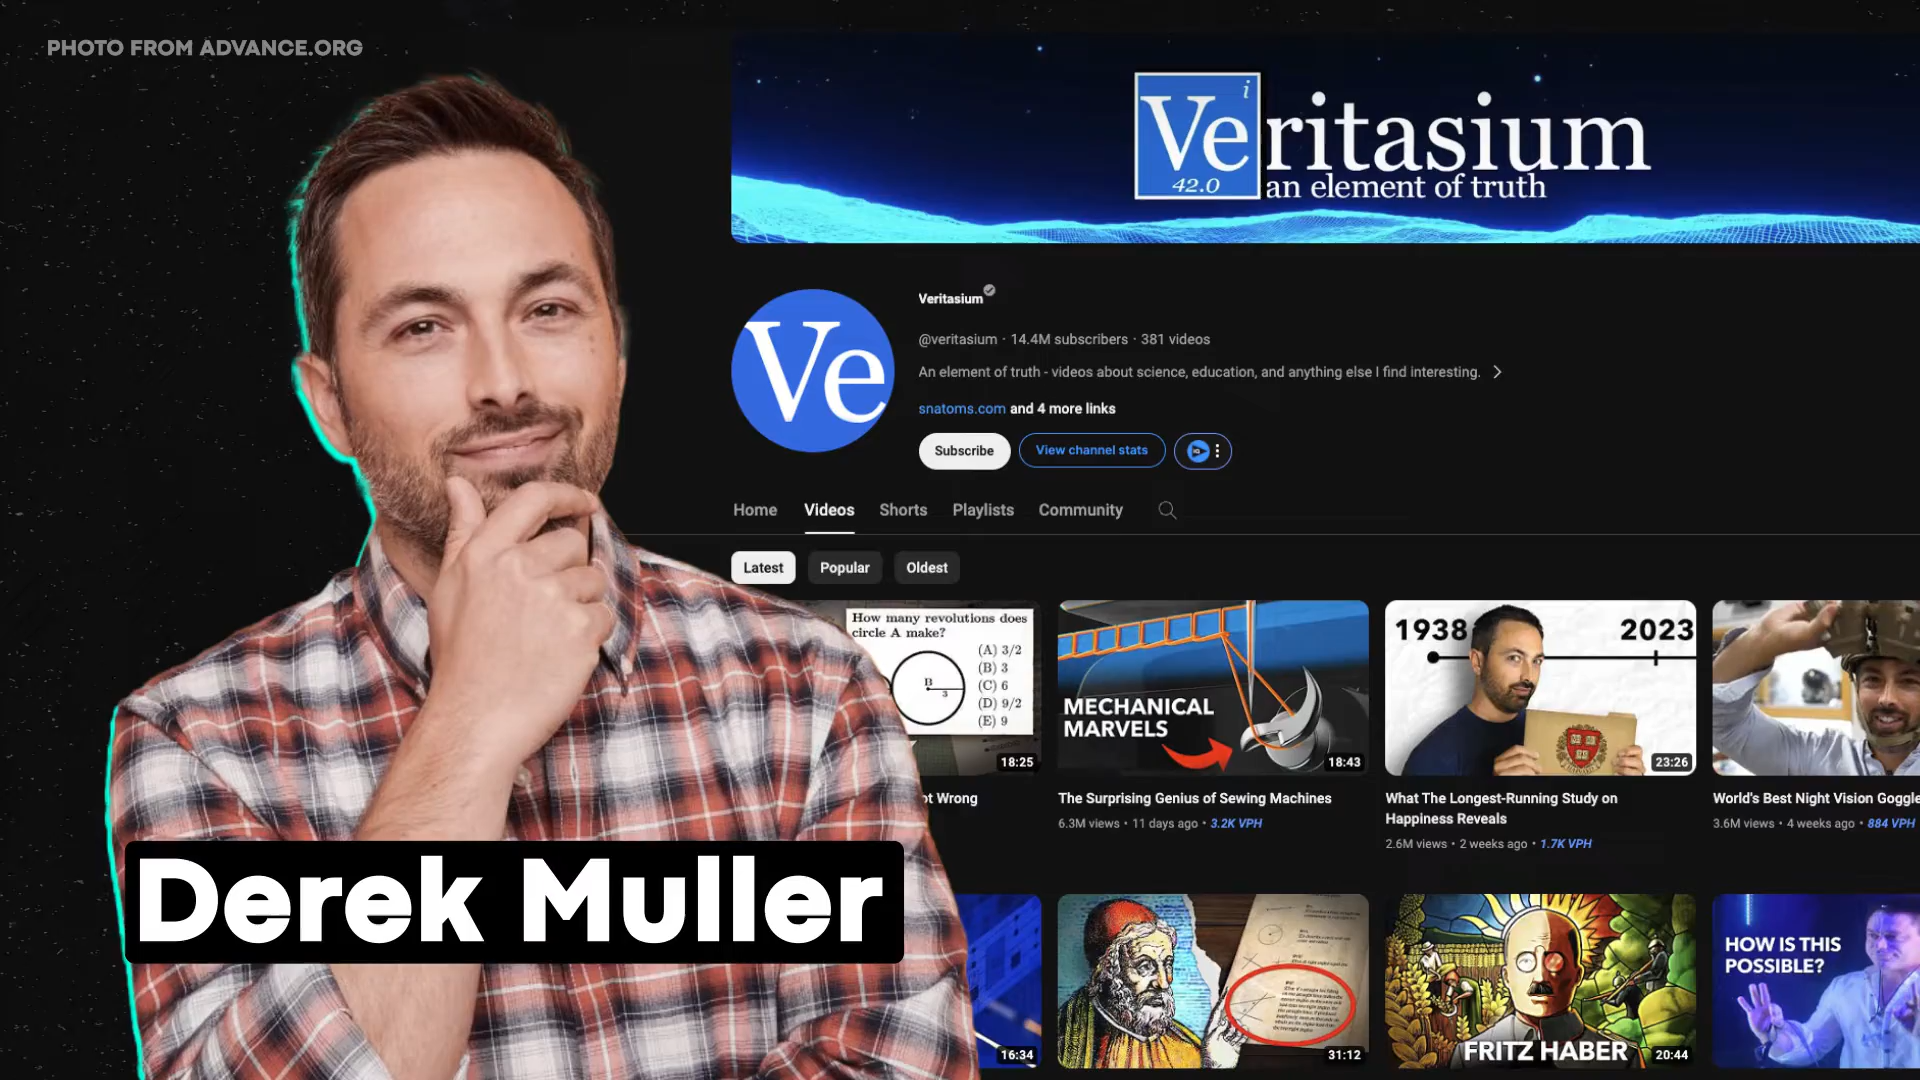 PHOTO FROM ADVANCE.ORG
Ve
i
42.0
ritasium
an element of truth
Ve
Veritasium
@veritasium · 14.4M subscribers · 381 videos
An element of truth - videos about science, education, and anything else I find interesting.
snatoms.com and 4 more links
Subscribe
View channel stats
Home
Videos
Shorts
Playlists
Community
Latest
Popular
Oldest
How many revolutions does
circle A make?
(A) 3/2
(B) 3
(C) 6
(D) 9/2
(E) 9
B
3
18:25
MECHANICAL
MARVELS
18:43
1938
2023
23:26
ot Wrong
The Surprising Genius of Sewing Machines
6.3M views • 11 days ago • 3.2K VPH
What The Longest-Running Study on
Happiness Reveals
2.6M views • 2 weeks ago • 1.7K VPH
World's Best Night Vision Goggle
3.6M views • 4 weeks ago • 884 VPH
Derek Muller
16:34
31:12
FRITZ HABER
20:44
HOW IS THIS
POSSIBLE?